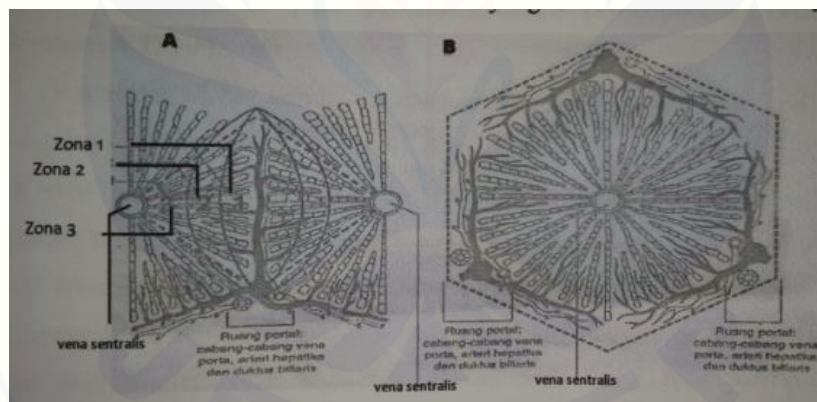 A
B
Zona 1
Zona 2
Zona 3
vena sentralis
Ruang portal;
cabang-cabang vena
porta, arteri hepatika
dan duktus biliaris
vena sentralis
Ruang portal;
cabang-cabang vena
porta, arteri hepatika
dan duktus biliaris
vena sentralis
Ruang portal;
cabang-cabang vena
porta, arteri hepatika
dan duktus biliaris